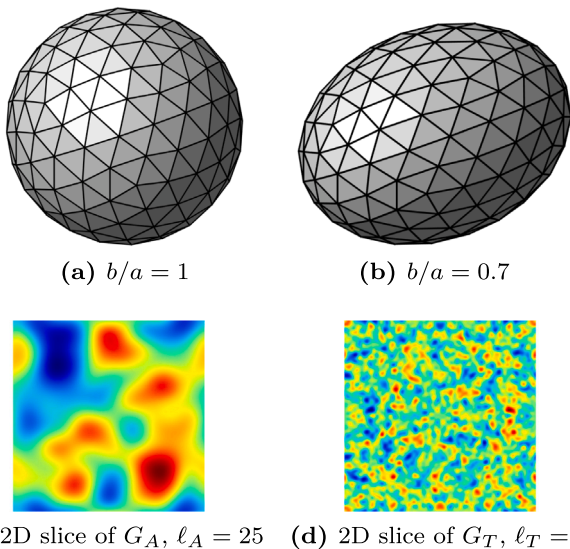 (a) b/a = 1
(b) b/a = 0.7
2D slice of G_A, ℓ_A = 25
(d) 2D slice of G_T, ℓ_T =